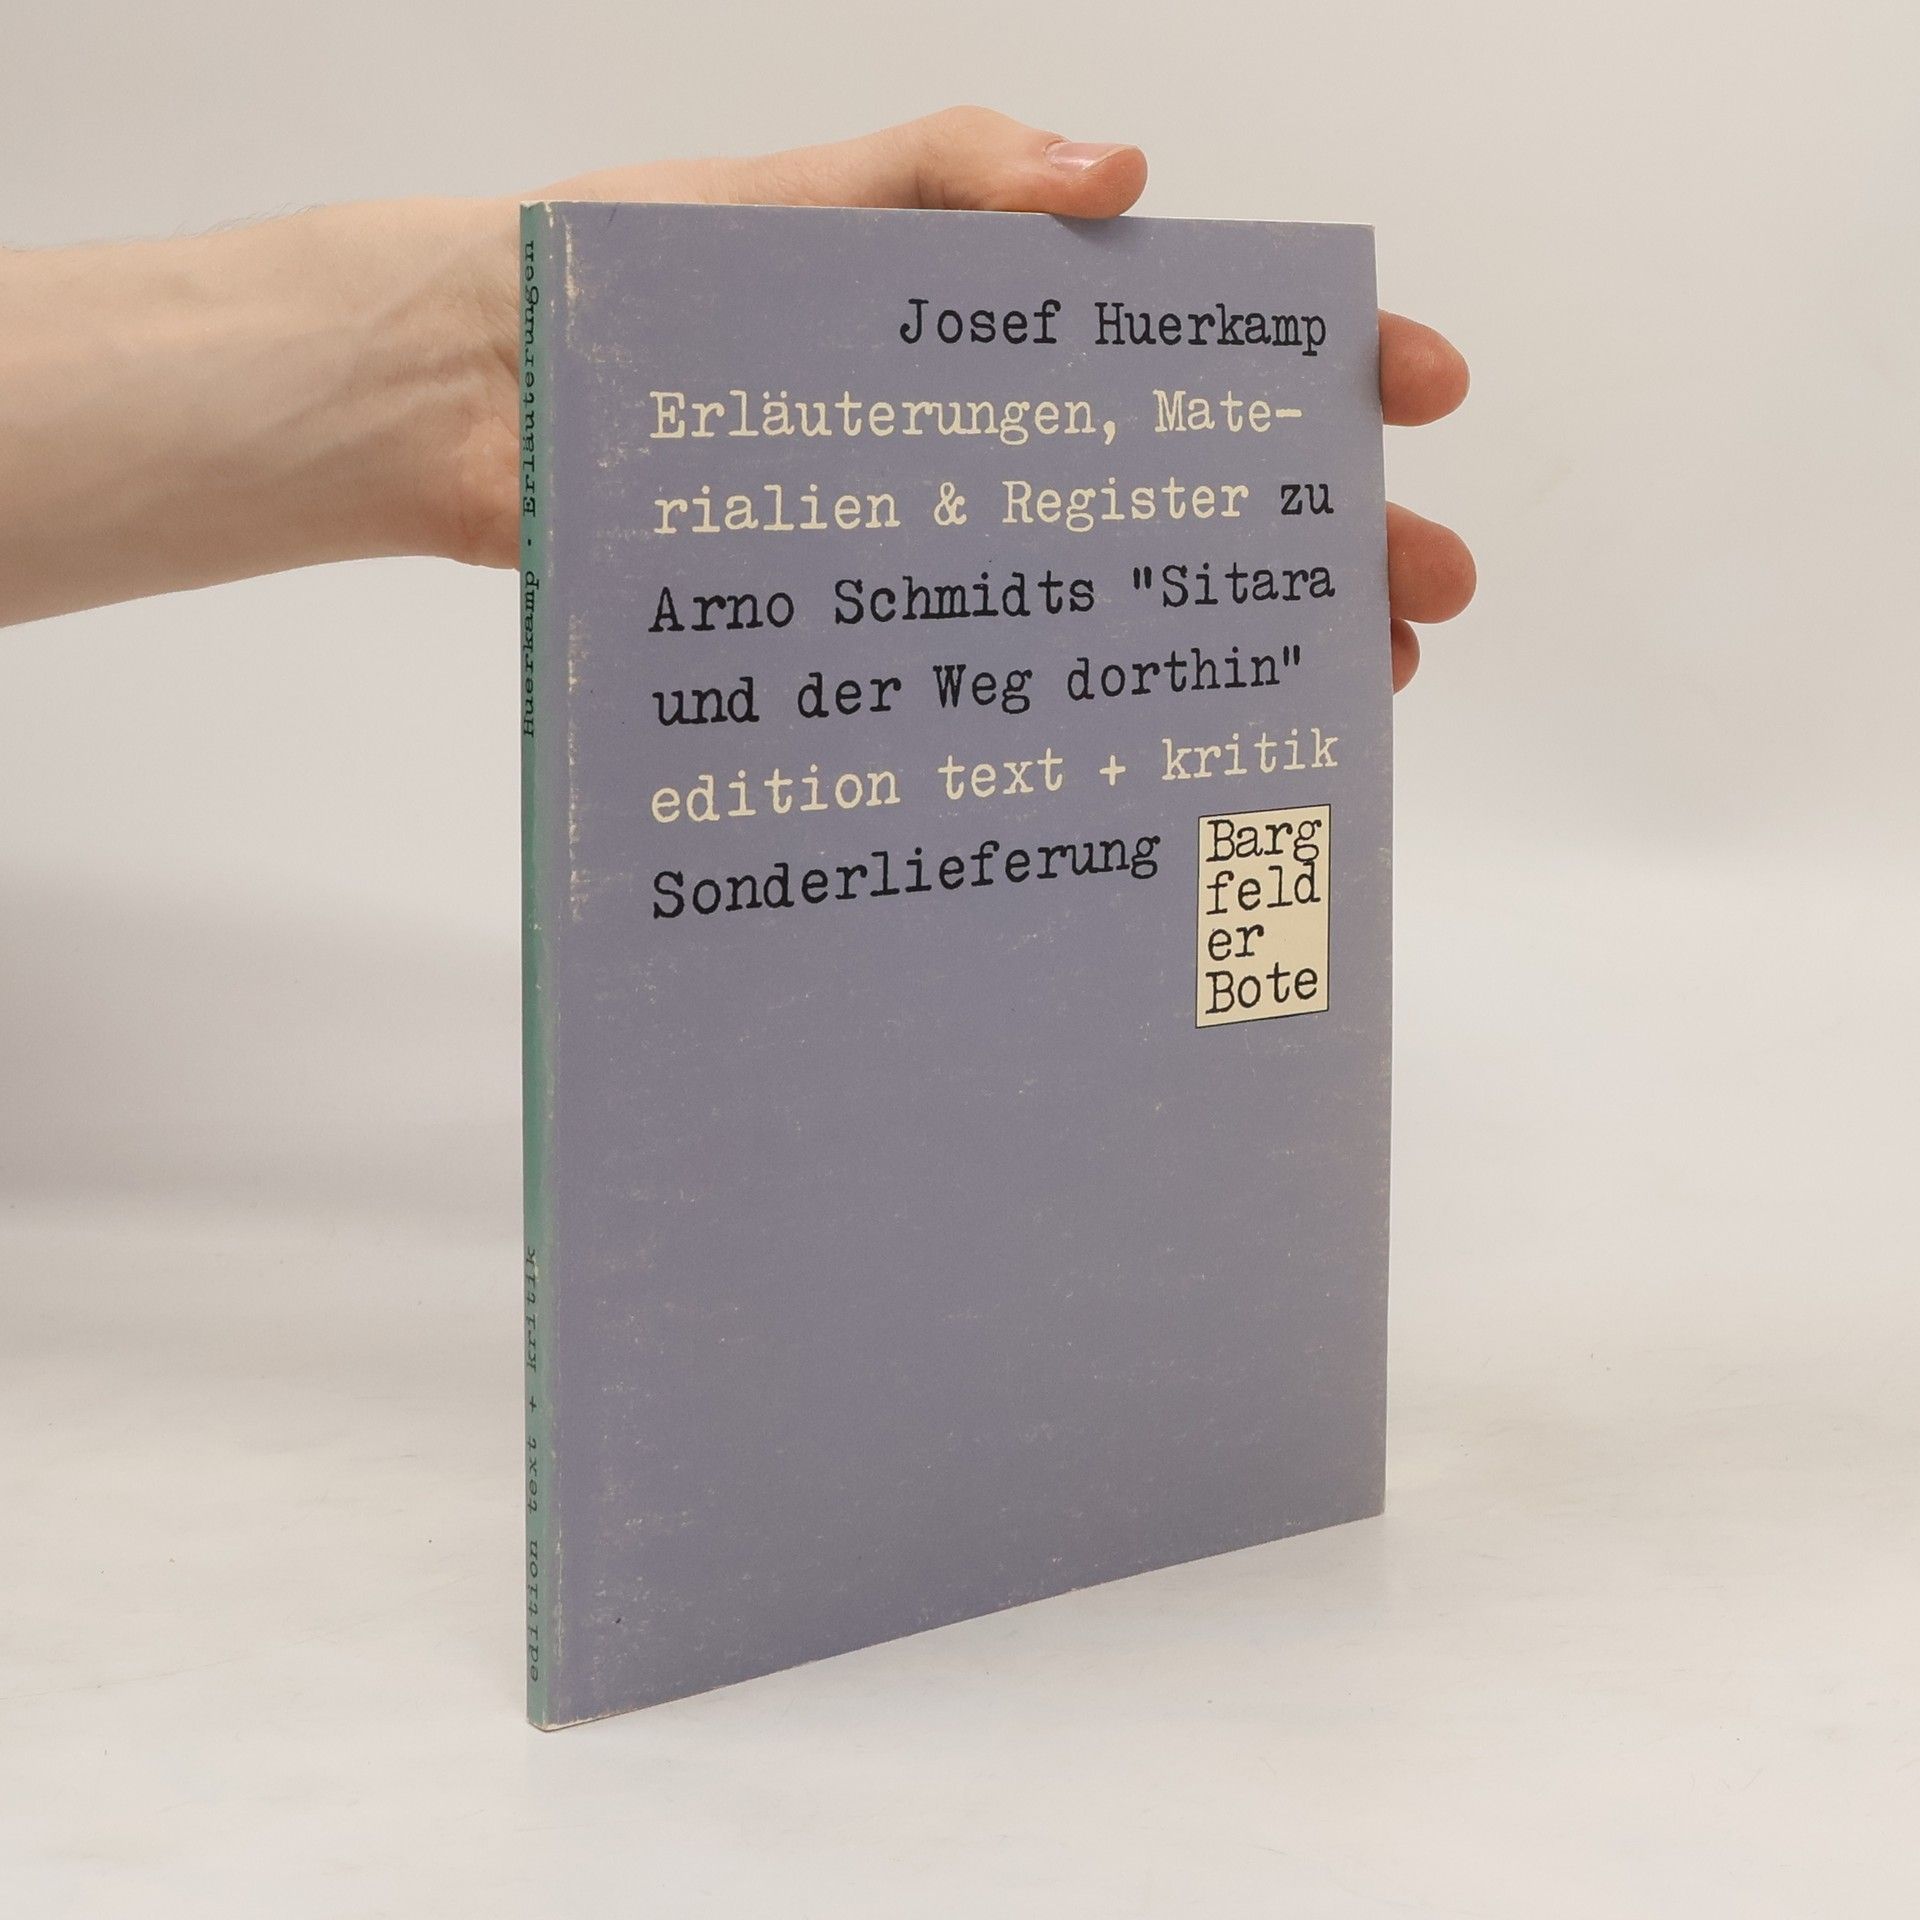 Josef Huerkamp
Erläuterungen, Mate-
rialien & Register zu
Arno Schmidts "Sitara
und der Weg dorthin"
edition text + kritik
Sonderlieferung
Barg
feld
er
Bote
Huerkamp · Erläuterungen
edition text + kritik